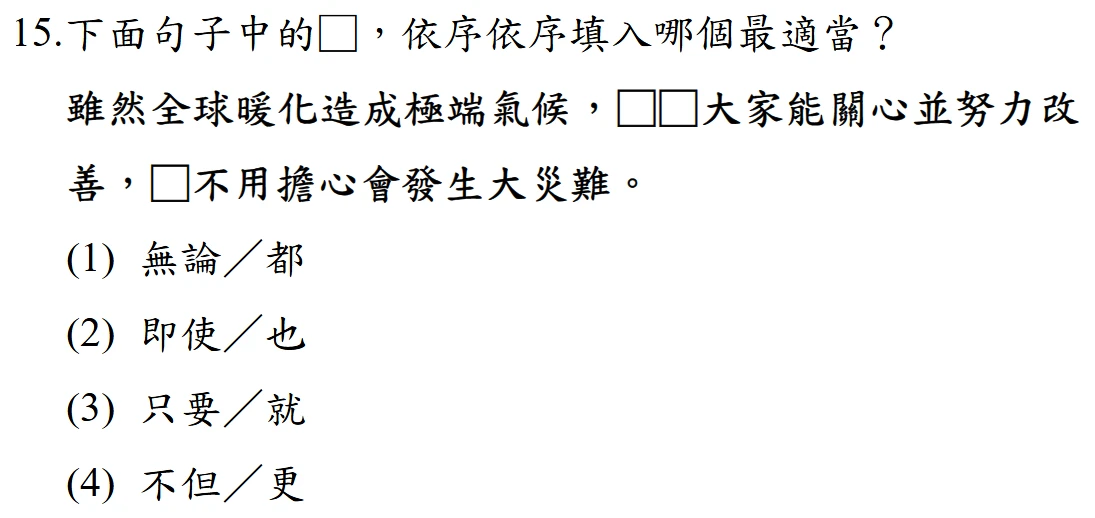 15.下面句子中的□，依序依序填入哪個最適當？
雖然全球暖化造成極端氣候，□□大家能關心並努力改
善，□不用擔心會發生大災難。
(1) 無論／都
(2) 即使／也
(3) 只要／就
(4) 不但／更